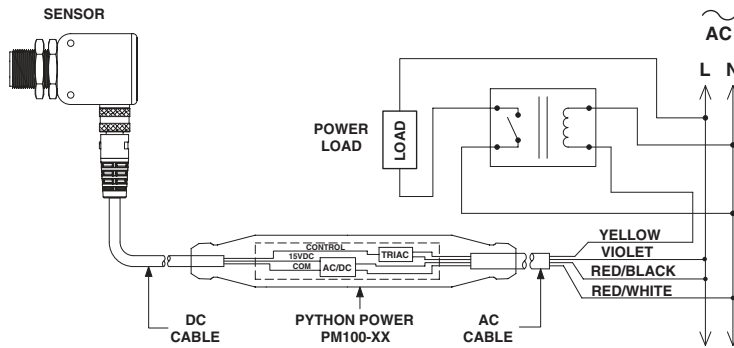 SENSOR
AC
L N
POWER
LOAD
LOAD
YELLOW
VIOLET
RED/BLACK
RED/WHITE
CONTROL
15VDC
COM
TRIAC
AC/DC
DC
CABLE
PYTHON POWER
PM100-XX
AC
CABLE